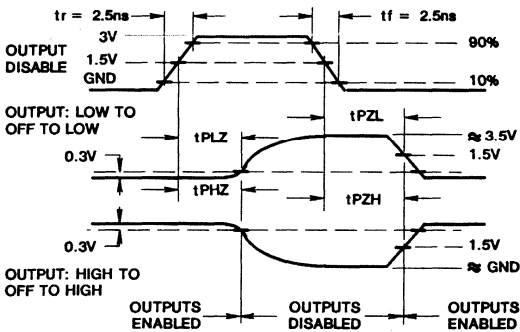 tr = 2.5ns
tf = 2.5ns
OUTPUT
DISABLE
3V
1.5V
GND
90%
10%
OUTPUT: LOW TO
OFF TO LOW
tPLZ
tPZL
≈ 3.5V
1.5V
0.3V
tPHZ
tPZH
0.3V
1.5V
≈ GND
OUTPUT: HIGH TO
OFF TO HIGH
OUTPUTS
ENABLED
OUTPUTS
DISABLED
OUTPUTS
ENABLED